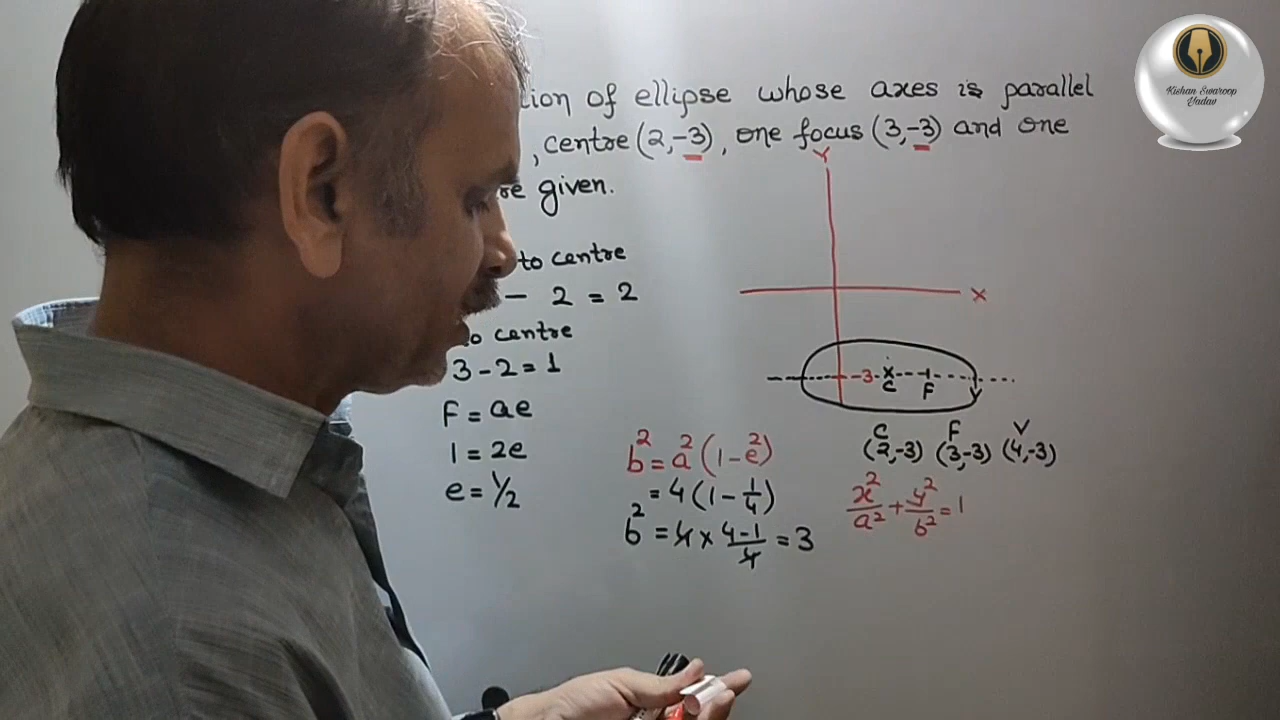 tion of ellipse whose axes is parallel
, centre (2,-3), one focus (3,-3) and one
re given.
to centre
- 2 = 2
to centre
3-2=1
F = ae
1 = 2e
e = 1/2
b² = a² (1-e²)
= 4 (1 - 1/4)
b² = 4 × 4-1/4 = 3
Y
X
-3
C
F
V
C F V
(2,-3) (3,-3) (4,-3)
x²/a² + y²/b² = 1
Kishan Swaroop
Yadav